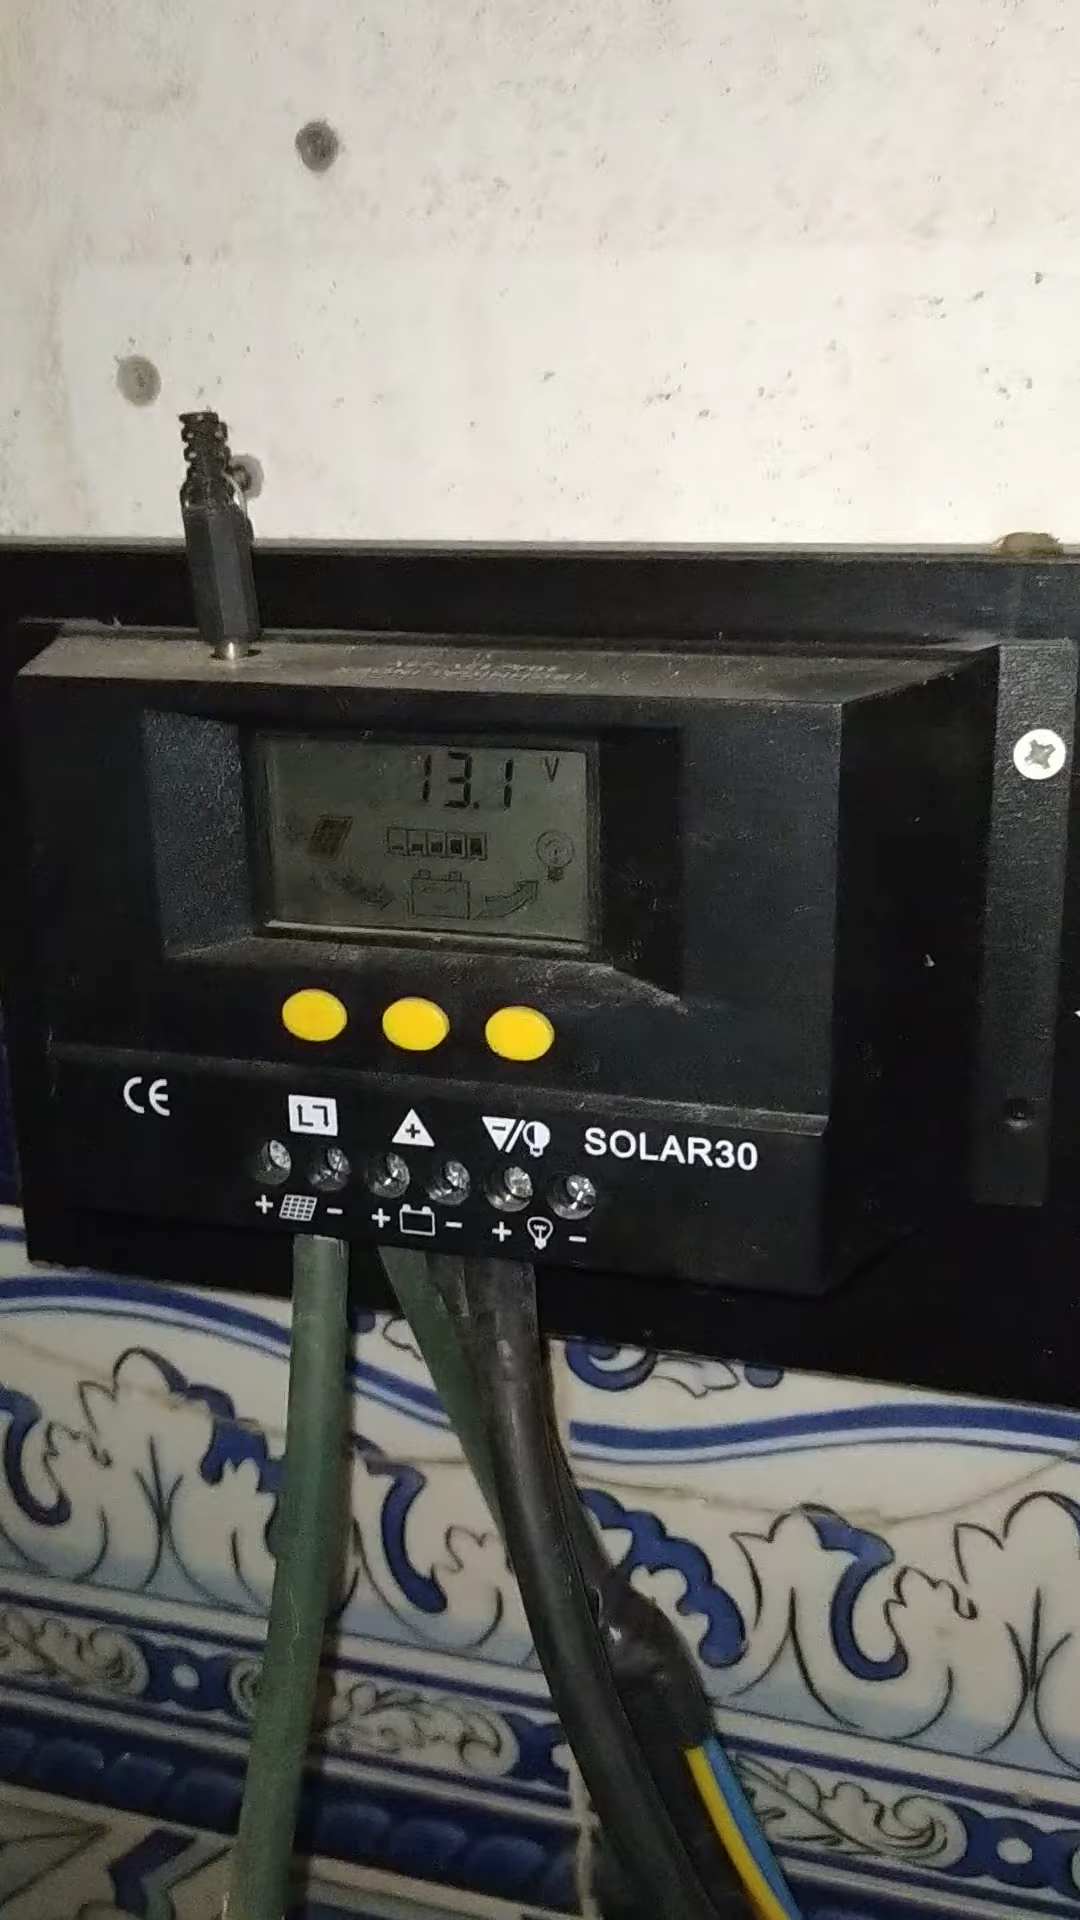 13.1 V
CE
SOLAR30
+ -
+ -
+ -